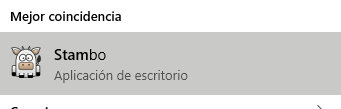 Mejor coincidencia
Stambo
Aplicación de escritorio